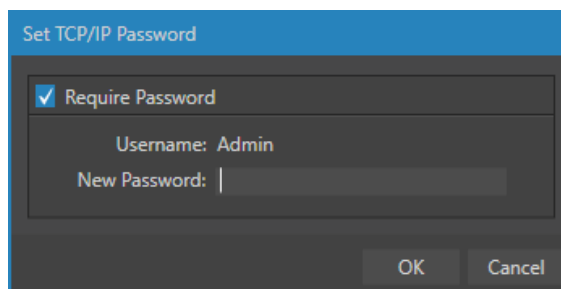 Set TCP/IP Password
Require Password
Username: Admin
New Password:
OK Cancel